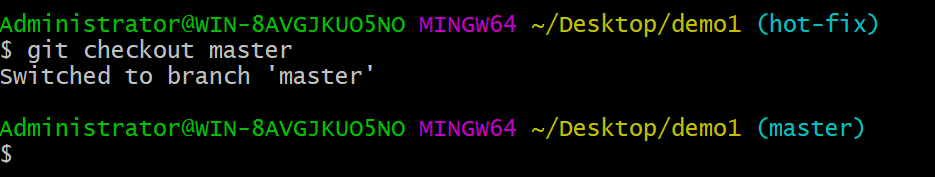 Administrator@WIN-8AVGJKUO5NO MINGW64 ~/Desktop/demo1 (hot-fix)
$ git checkout master
Switched to branch 'master'
Administrator@WIN-8AVGJKUO5NO MINGW64 ~/Desktop/demo1 (master)
$